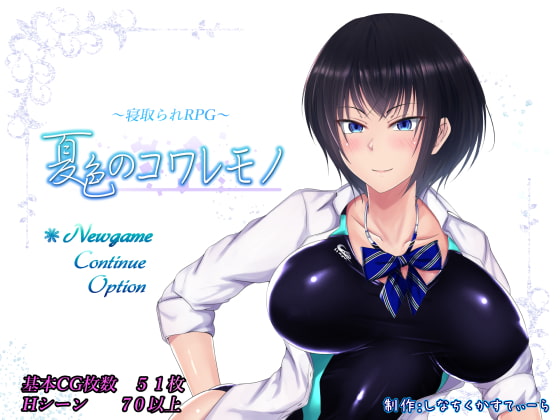 ～寝取られRPG～
夏色のコワレモノ
Newgame
Continue
Option
基本CG枚数　５１枚
Hシーン　７０以上
制作:しなちくかすてぃーら